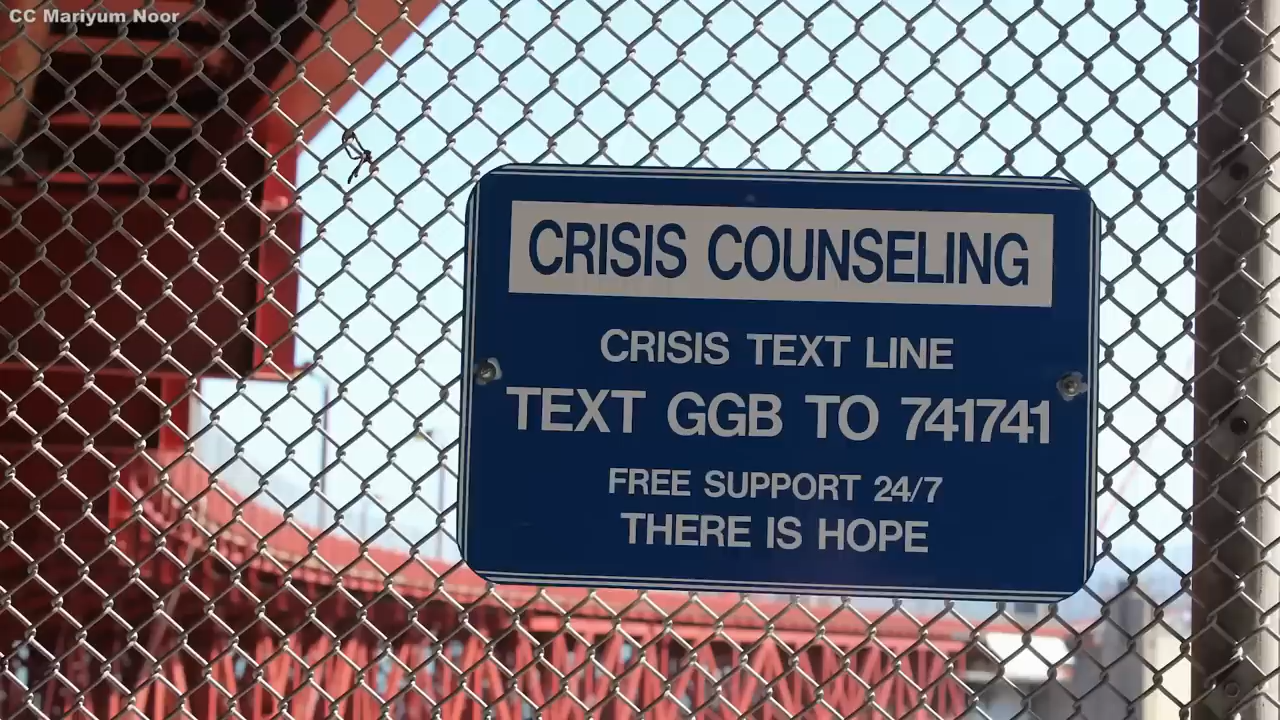 CC Mariyum Noor
CRISIS COUNSELING
CRISIS TEXT LINE
TEXT GGB TO 741741
FREE SUPPORT 24/7
THERE IS HOPE